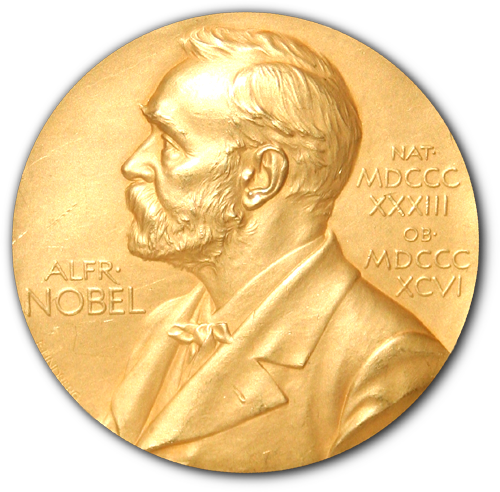 ALFR·
NOBEL
NAT·
MDCCC
XXXIII
OB·
MDCCC
XCVI